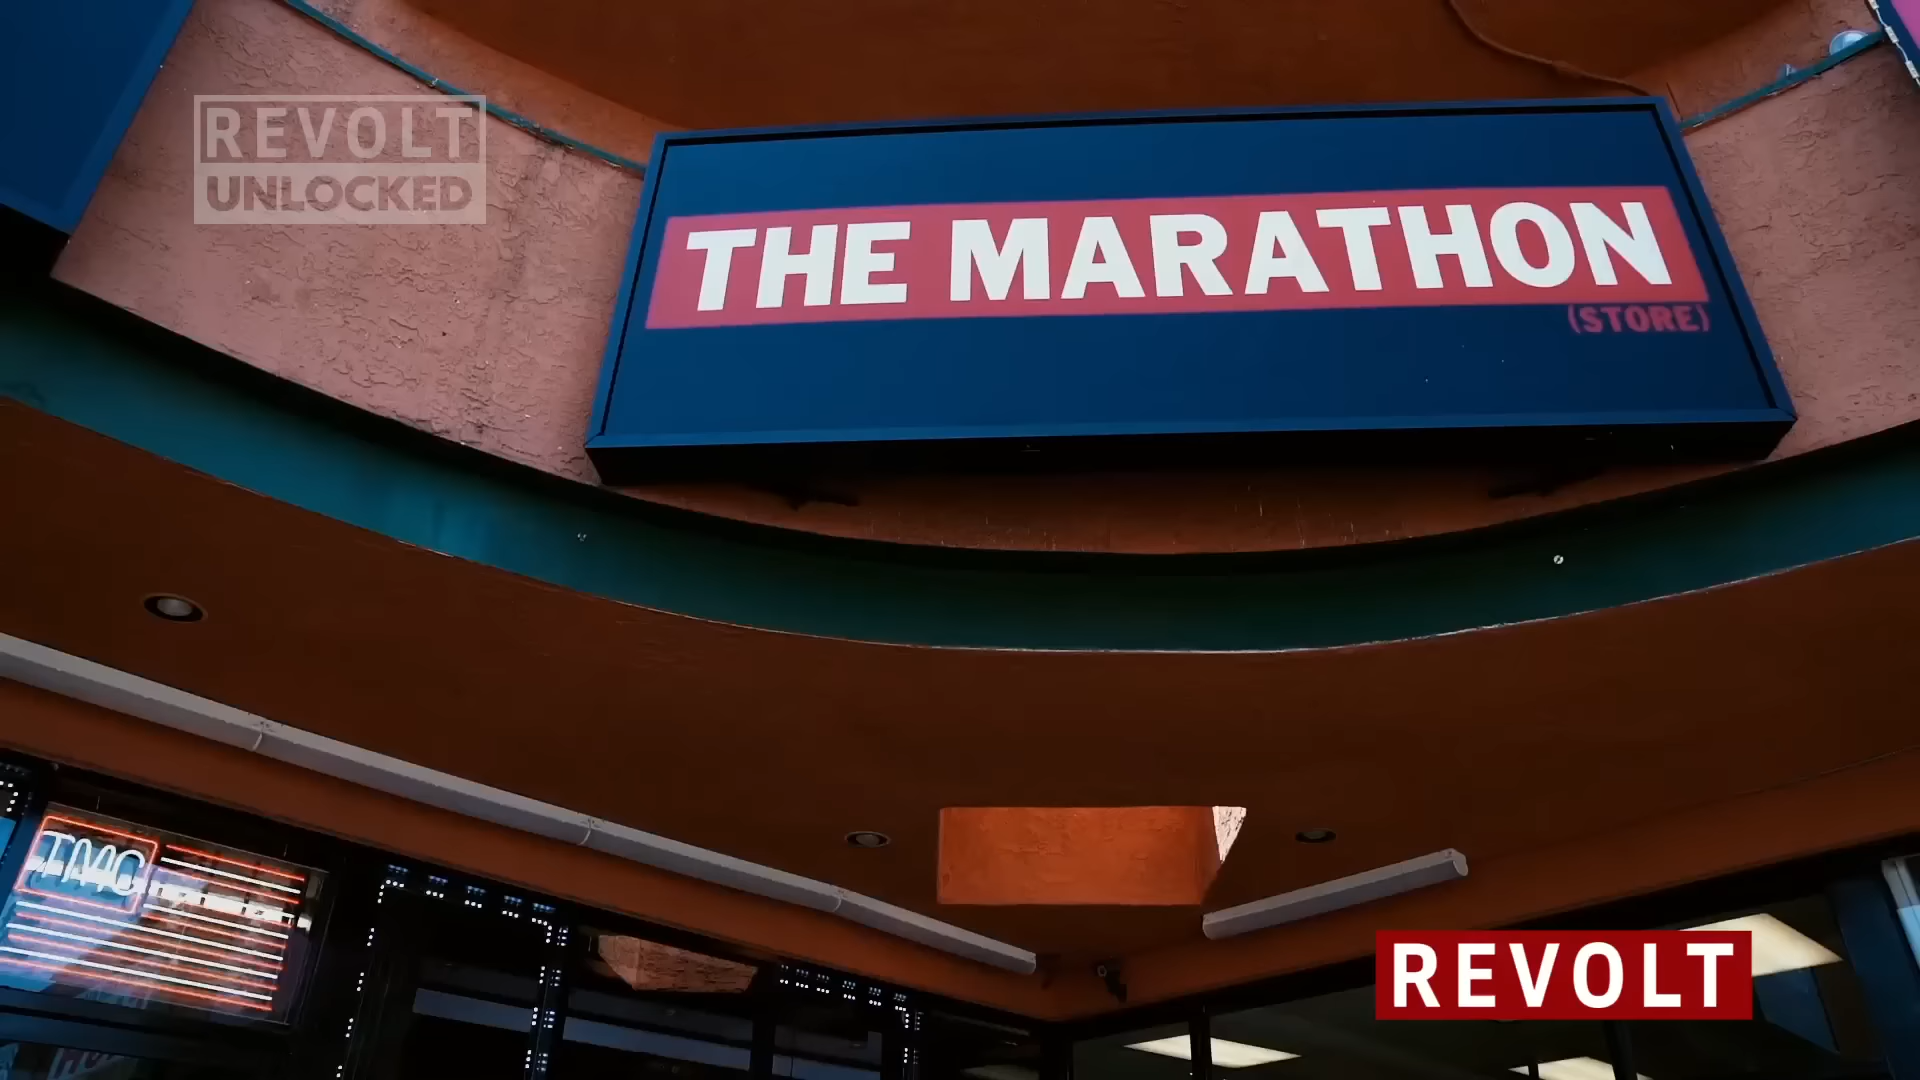 REVOLT
UNLOCKED
THE MARATHON
(STORE)
TMC
REVOLT